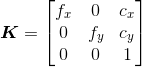 K = [ f_x 0 c_x
0 f_y c_y
0 0 1 ]